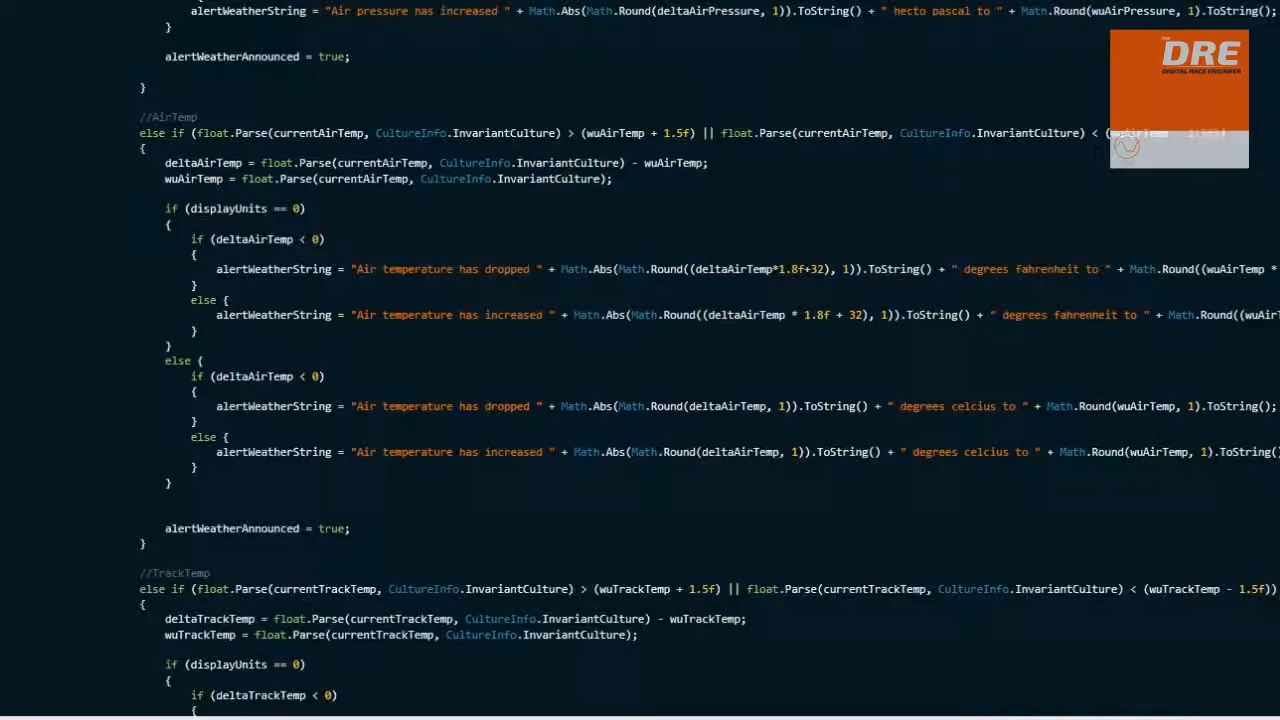 alertWeatherString = "Air pressure has increased " + Math.Abs(Math.Round(deltaAirPressure, 1)).ToString() + " hecto pascal to " + Math.Round(wuAirPressure, 1).ToString();
}
alertWeatherAnnounced = true;
}
THE DRE
DIGITAL RACE ENGINEER
//AirTemp
else if (float.Parse(currentAirTemp, CultureInfo.InvariantCulture) > (wuAirTemp + 1.5f) || float.Parse(currentAirTemp, CultureInfo.InvariantCulture) < (wuAirTemp - 1.5f))
{
deltaAirTemp = float.Parse(currentAirTemp, CultureInfo.InvariantCulture) - wuAirTemp;
wuAirTemp = float.Parse(currentAirTemp, CultureInfo.InvariantCulture);
if (displayUnits == 0)
{
if (deltaAirTemp < 0)
{
alertWeatherString = "Air temperature has dropped " + Math.Abs(Math.Round((deltaAirTemp*1.8f+32), 1)).ToString() + " degrees fahrenheit to " + Math.Round((wuAirTemp *
}
else {
alertWeatherString = "Air temperature has increased " + Math.Abs(Math.Round((deltaAirTemp * 1.8f + 32), 1)).ToString() + " degrees fahrenheit to " + Math.Round((wuAirT
}
}
else {
if (deltaAirTemp < 0)
{
alertWeatherString = "Air temperature has dropped " + Math.Abs(Math.Round(deltaAirTemp, 1)).ToString() + " degrees celcius to " + Math.Round(wuAirTemp, 1).ToString();
}
else {
alertWeatherString = "Air temperature has increased " + Math.Abs(Math.Round(deltaAirTemp, 1)).ToString() + " degrees celcius to " + Math.Round(wuAirTemp, 1).ToString()
}
}
alertWeatherAnnounced = true;
}
//TrackTemp
else if (float.Parse(currentTrackTemp, CultureInfo.InvariantCulture) > (wuTrackTemp + 1.5f) || float.Parse(currentTrackTemp, CultureInfo.InvariantCulture) < (wuTrackTemp - 1.5f))
{
deltaTrackTemp = float.Parse(currentTrackTemp, CultureInfo.InvariantCulture) - wuTrackTemp;
wuTrackTemp = float.Parse(currentTrackTemp, CultureInfo.InvariantCulture);
if (displayUnits == 0)
{
if (deltaTrackTemp < 0)
{